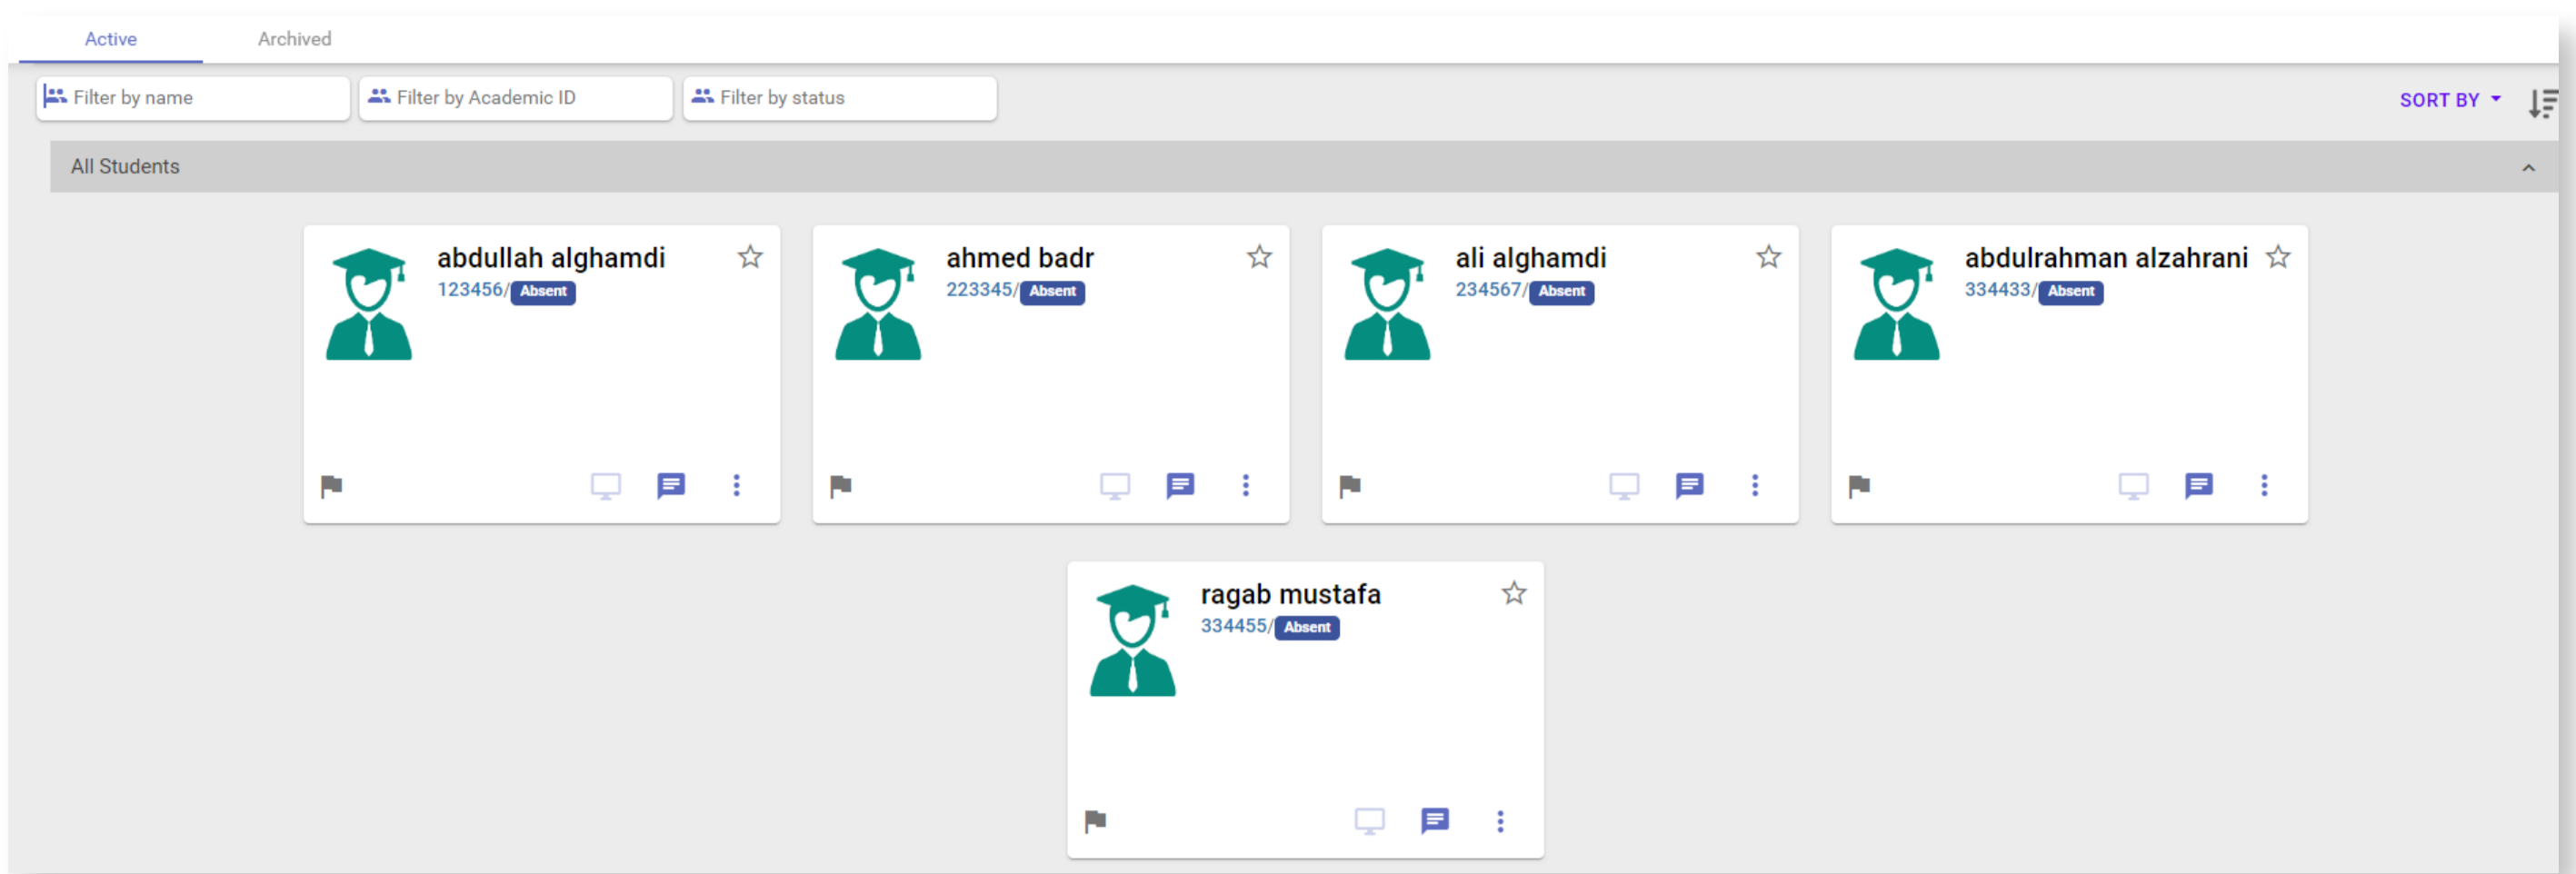 Active Archived
Filter by name Filter by Academic ID Filter by status SORT BY
All Students
abdullah alghamdi
123456/ Absent
ahmed badr
223345/ Absent
ali alghamdi
234567/ Absent
abdulrahman alzahrani
334433/ Absent
ragab mustafa
334455/ Absent